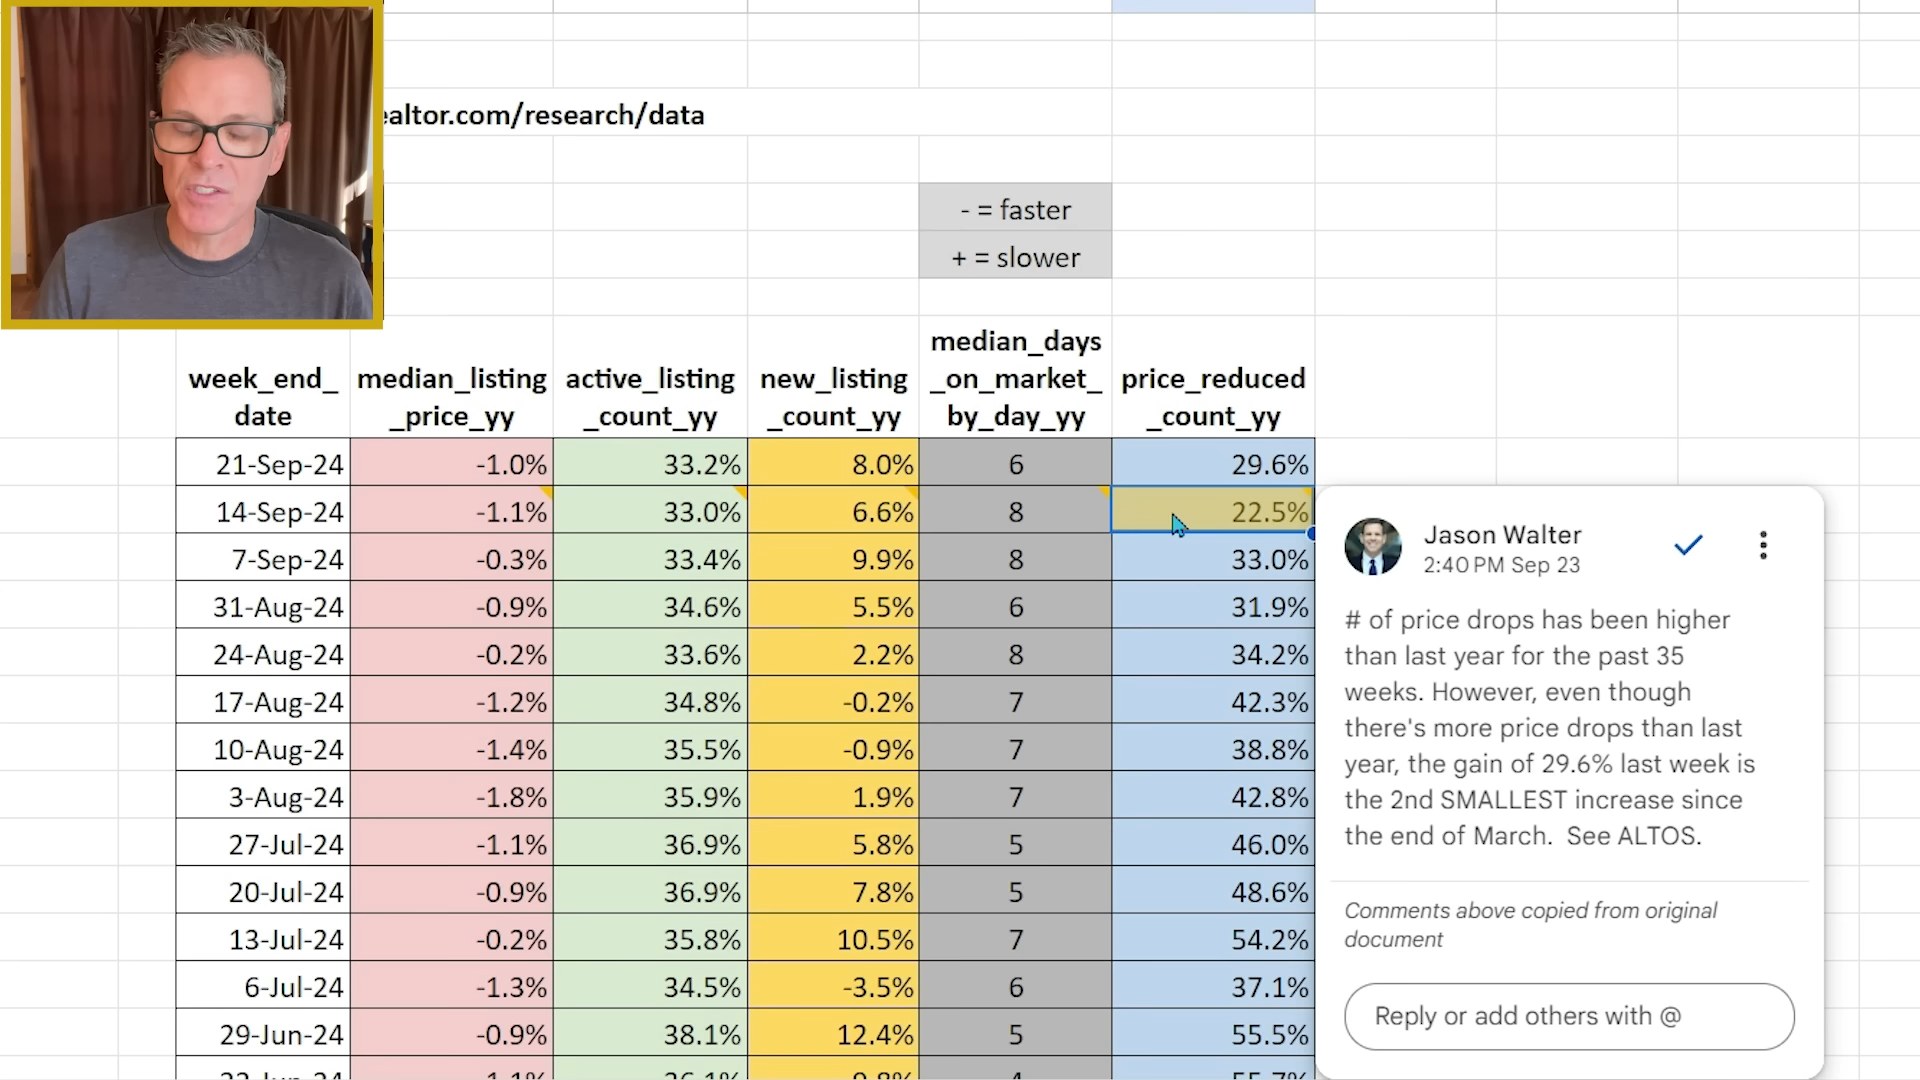 ealtor.com/research/data
- = faster
+ = slower
week_end_
date
median_listing
_price_yy
active_listing
_count_yy
new_listing
_count_yy
median_days
_on_market_
by_day_yy
price_reduced
_count_yy
21-Sep-24 -1.0% 33.2% 8.0% 6 29.6%
14-Sep-24 -1.1% 33.0% 6.6% 8 22.5%
7-Sep-24 -0.3% 33.4% 9.9% 8 33.0%
31-Aug-24 -0.9% 34.6% 5.5% 6 31.9%
24-Aug-24 -0.2% 33.6% 2.2% 8 34.2%
17-Aug-24 -1.2% 34.8% -0.2% 7 42.3%
10-Aug-24 -1.4% 35.5% -0.9% 7 38.8%
3-Aug-24 -1.8% 35.9% 1.9% 7 42.8%
27-Jul-24 -1.1% 36.9% 5.8% 5 46.0%
20-Jul-24 -0.9% 36.9% 7.8% 5 48.6%
13-Jul-24 -0.2% 35.8% 10.5% 7 54.2%
6-Jul-24 -1.3% 34.5% -3.5% 6 37.1%
29-Jun-24 -0.9% 38.1% 12.4% 5 55.5%
Jason Walter
2:40 PM Sep 23
# of price drops has been higher
than last year for the past 35
weeks. However, even though
there's more price drops than last
year, the gain of 29.6% last week is
the 2nd SMALLEST increase since
the end of March. See ALTOS.
Comments above copied from original
document
Reply or add others with @